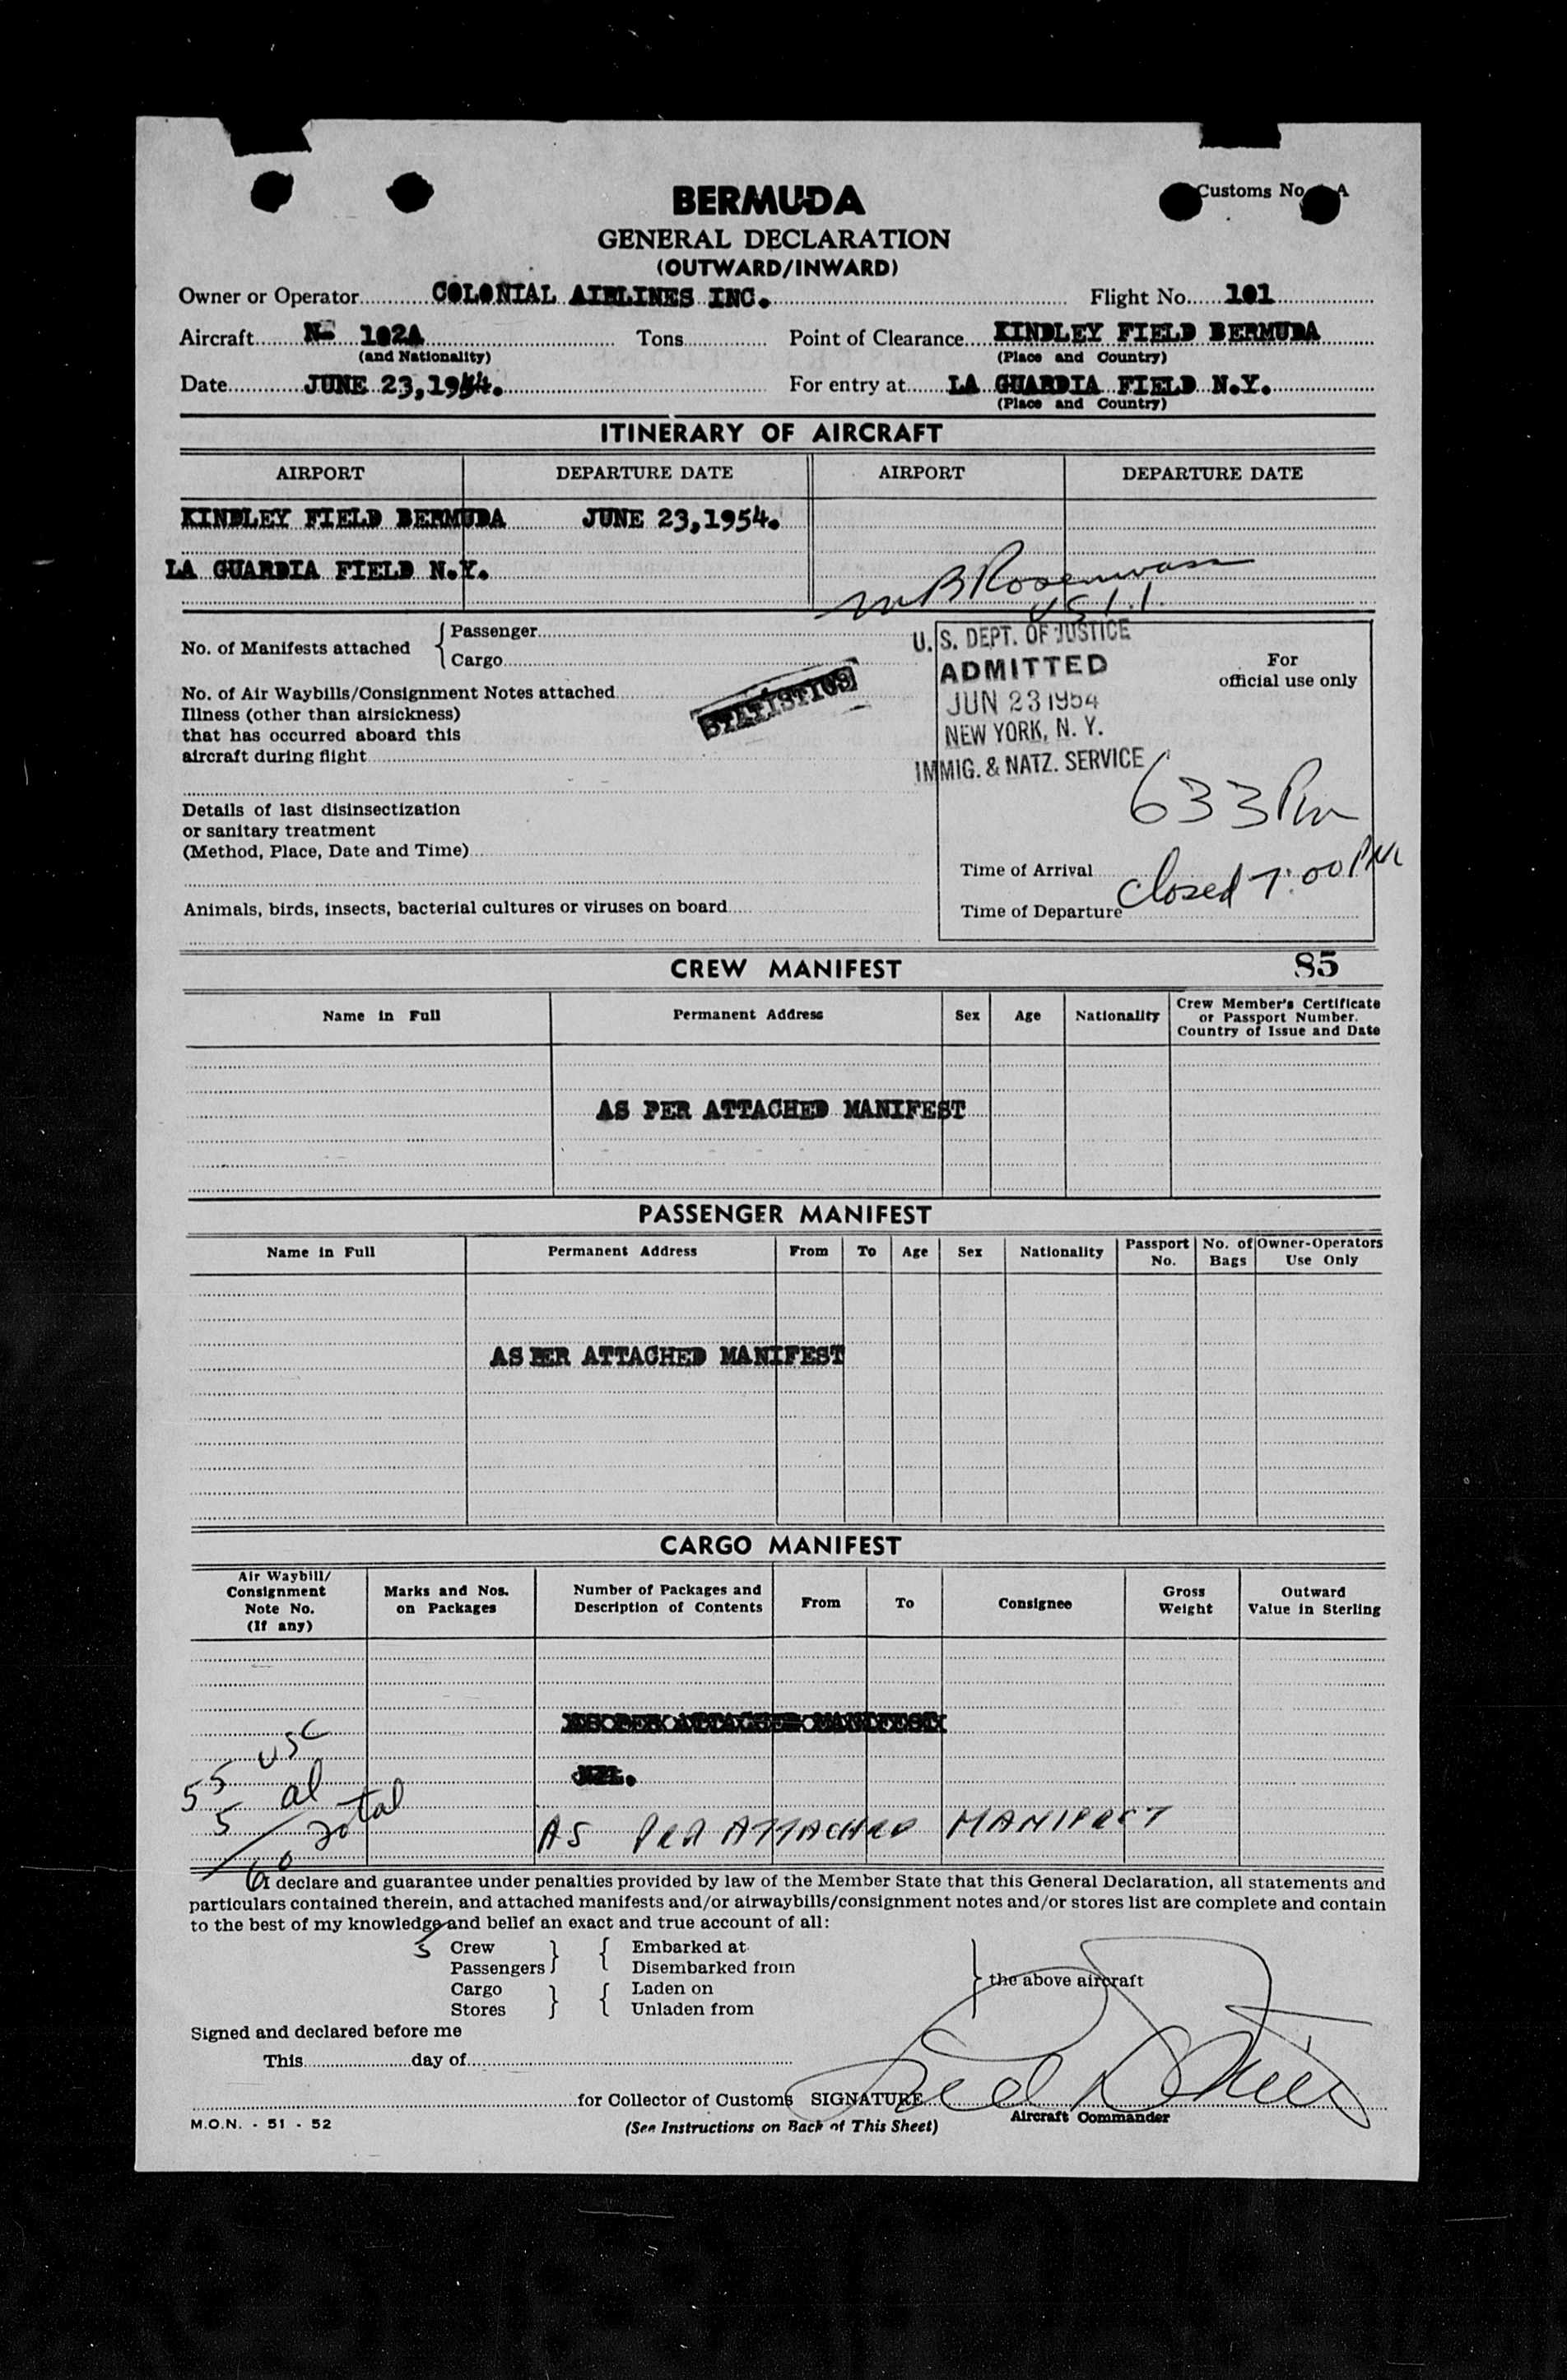 Customs No. A
BERMUDA
GENERAL DECLARATION
(OUTWARD/INWARD)
Owner or Operator COLONIAL AIRLINES INC. Flight No. 101
Aircraft N- 102A Tons Point of Clearance KINDLEY FIELD BERMUDA
(and Nationality) (Place and Country)
Date JUNE 23,1954. For entry at LA GUARDIA FIELD N.Y.
(Place and Country)
ITINERARY OF AIRCRAFT
AIRPORT DEPARTURE DATE AIRPORT DEPARTURE DATE
KINDLEY FIELD BERMUDA JUNE 23,1954.
LA GUARDIA FIELD N.Y.
US I.I.
No. of Manifests attached { Passenger
Cargo
No. of Air Waybills/Consignment Notes attached
STATISTICS
Illness (other than airsickness)
that has occurred aboard this
aircraft during flight
Details of last disinsectization
or sanitary treatment
(Method, Place, Date and Time)
Animals, birds, insects, bacterial cultures or viruses on board
U.S. DEPT. OF JUSTICE
ADMITTED
JUN 23 1954
NEW YORK, N. Y.
IMMIG. & NATZ. SERVICE
For
official use only
633 Pm
Time of Arrival
closed 7:00 PM
Time of Departure
CREW MANIFEST 85
Name in Full Permanent Address Sex Age Nationality Crew Member's Certificate
or Passport Number.
Country of Issue and Date
AS PER ATTACHED MANIFEST
PASSENGER MANIFEST
Name in Full Permanent Address From To Age Sex Nationality Passport No. No. of Bags Owner-Operators Use Only
AS PER ATTACHED MANIFEST
CARGO MANIFEST
Air Waybill/
Consignment
Note No.
(If any)
Marks and Nos.
on Packages
Number of Packages and
Description of Contents
From To Consignee Gross Weight Outward Value in Sterling
AS PER ATTACHED MANIFEST
NIL.
55 USC
5 al
60 total
AS PER ATTACHED MANIFEST
I declare and guarantee under penalties provided by law of the Member State that this General Declaration, all statements and
particulars contained therein, and attached manifests and/or airwaybills/consignment notes and/or stores list are complete and contain
to the best of my knowledge and belief an exact and true account of all:
5 Crew } { Embarked at
Passengers } { Disembarked from
Cargo } { Laden on
Stores } { Unladen from
} the above aircraft
Signed and declared before me
This day of
for Collector of Customs SIGNATURE
Aircraft Commander
M.O.N. - 51 - 52
(See Instructions on Back of This Sheet)